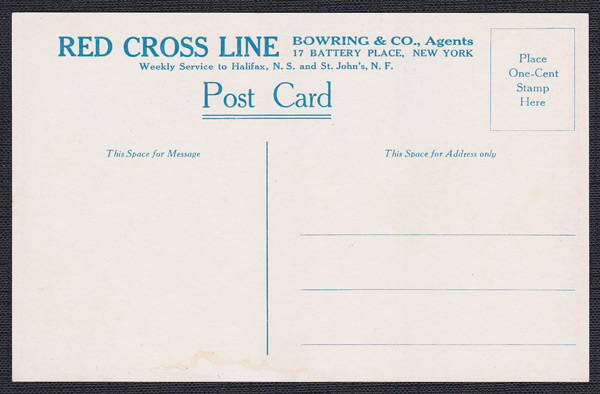 RED CROSS LINE BOWRING & CO., Agents
17 BATTERY PLACE, NEW YORK
Weekly Service to Halifax, N. S. and St. John's, N. F.
Post Card
Place
One-Cent
Stamp
Here
This Space for Message
This Space for Address only